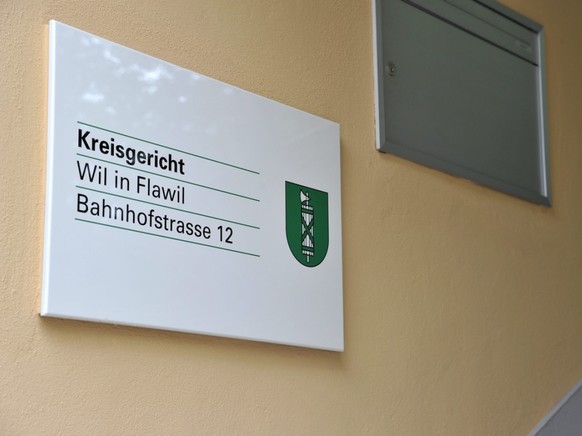 Kreisgericht
Wil in Flawil
Bahnhofstrasse 12